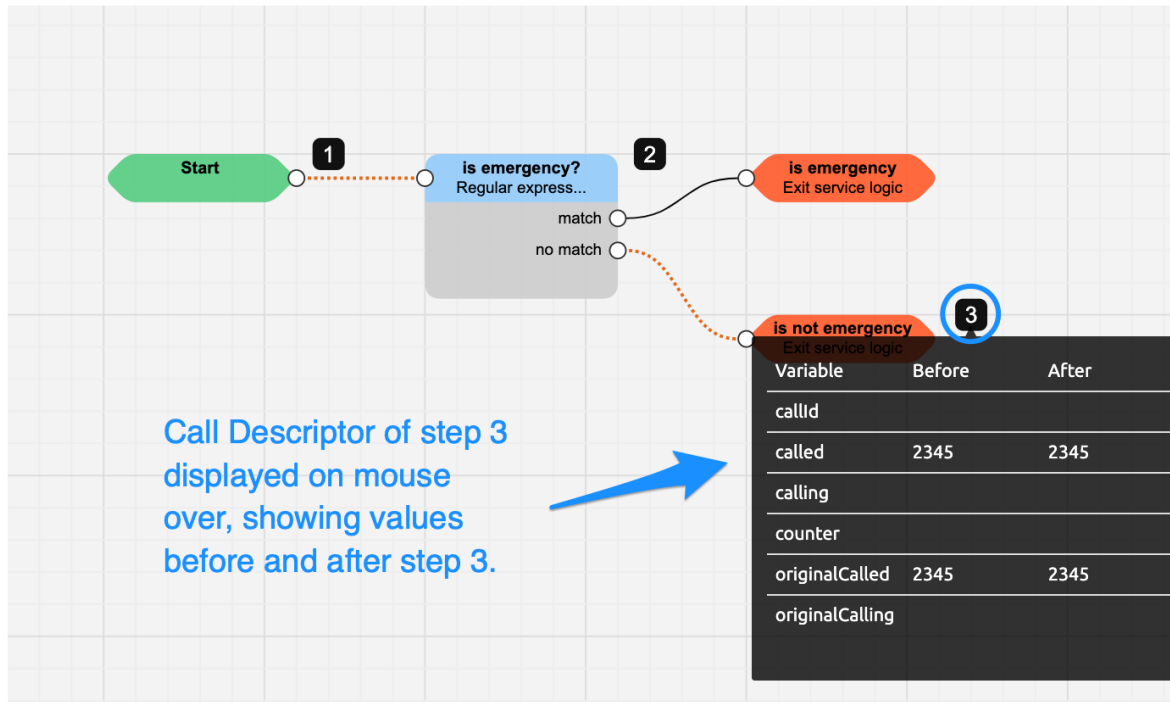 Start
1
is emergency?
Regular express...
match
no match
2
is emergency
Exit service logic
is not emergency
Exit service logic
3
Call Descriptor of step 3
displayed on mouse
over, showing values
before and after step 3.
Variable Before After
callId
called 2345 2345
calling
counter
originalCalled 2345 2345
originalCalling